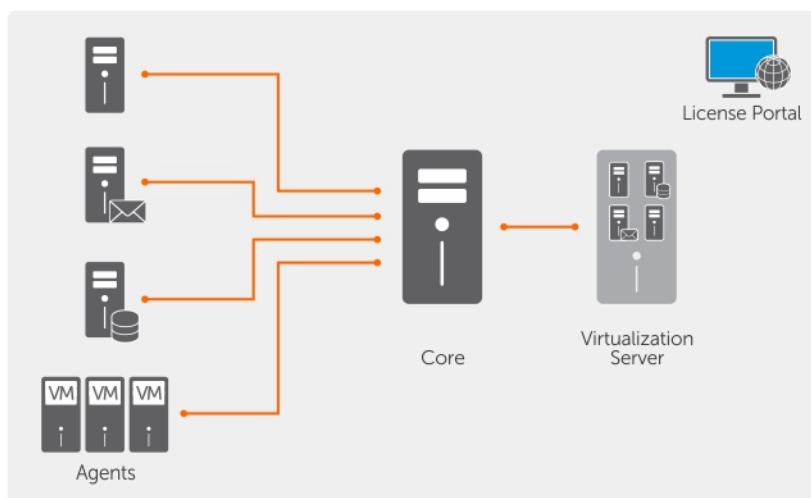 License Portal
Core
Virtualization
Server
VM
VM
VM
Agents